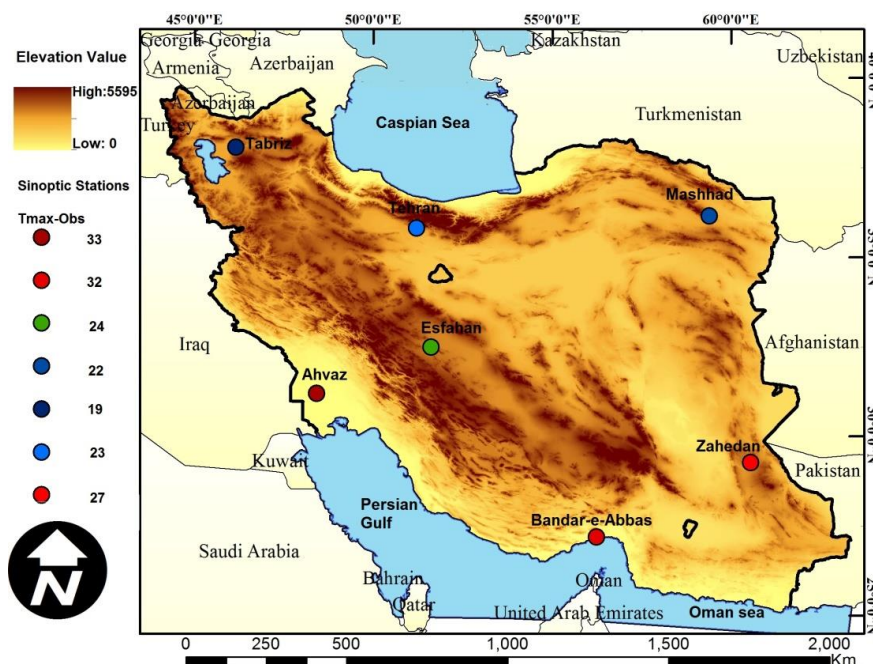 45°0'0"E 50°0'0"E 55°0'0"E 60°0'0"E
Elevation Value
High:5595
Low: 0
Sinoptic Stations
Tmax-Obs
33
32
24
22
19
23
27
N
Georgia Georgia
Armenia
Azerbaijan
Azerbaijan
Turkey
Kazakhstan
Uzbekistan
Turkmenistan
Caspian Sea
Tabriz
Tehran
Mashhad
Esfahan
Afghanistan
Iraq
Ahvaz
Zahedan
Kuwait
Pakistan
Persian
Gulf
Bandar-e-Abbas
Saudi Arabia
Bahrain
Qatar
Oman
United Arab Emirates
Oman sea
0 250 500 1,000 1,500 2,000
Km